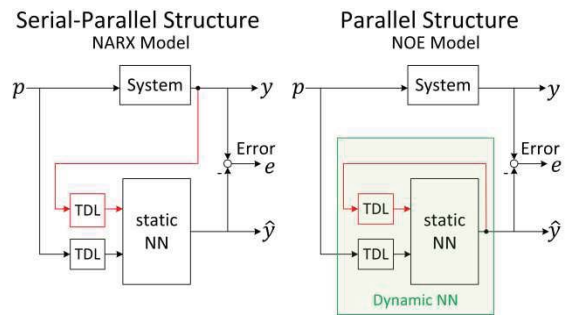 Serial-Parallel Structure
NARX Model
p
System
y
Error
e
-
TDL
static
NN
TDL
ŷ
Parallel Structure
NOE Model
p
System
y
Error
e
-
TDL
static
NN
TDL
ŷ
Dynamic NN